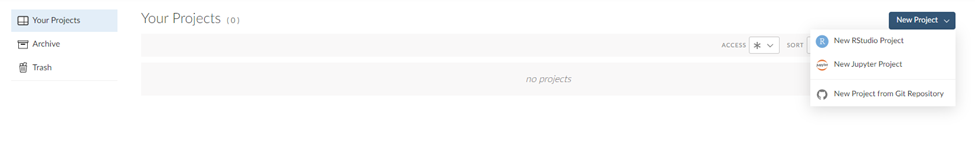 Your Projects
Archive
Trash
Your Projects (0)
New Project
ACCESS * SORT
New RStudio Project
New Jupyter Project
New Project from Git Repository
no projects